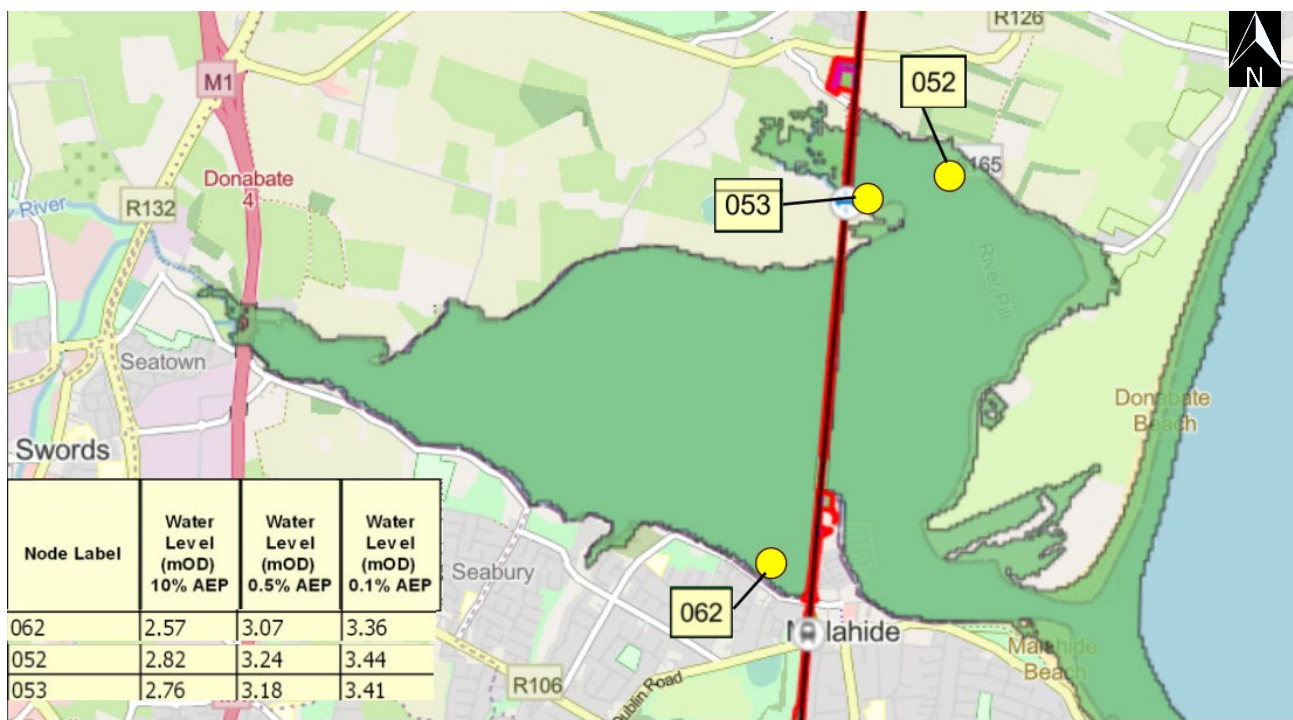 R126
N
M1
052
165
Donabate
4
053
River
R132
River Pill
Seatown
Donabate
Beach
Swords
Node Label
Water
Level
(mOD)
10% AEP
Water
Level
(mOD)
0.5% AEP
Water
Level
(mOD)
0.1% AEP
062 2.57 3.07 3.36
052 2.82 3.24 3.44
053 2.76 3.18 3.41
Seabury
062
lahide
Malahide
Beach
R106
Dublin Road